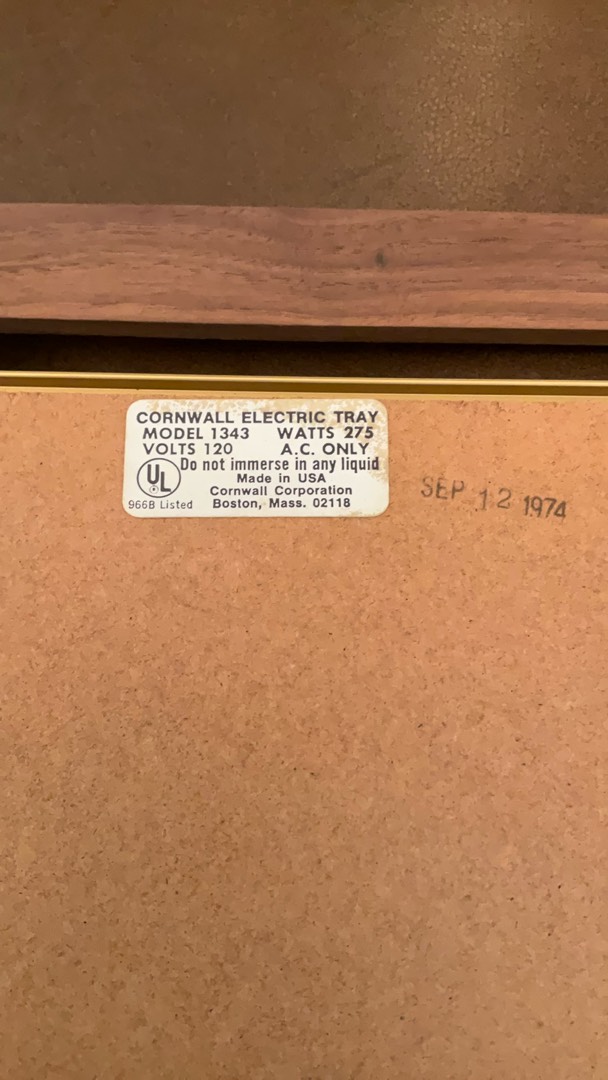 CORNWALL ELECTRIC TRAY
MODEL 1343 WATTS 275
VOLTS 120 A.C. ONLY
UL Do not immerse in any liquid
Made in USA
Cornwall Corporation
966B Listed Boston, Mass. 02118
SEP 12 1974